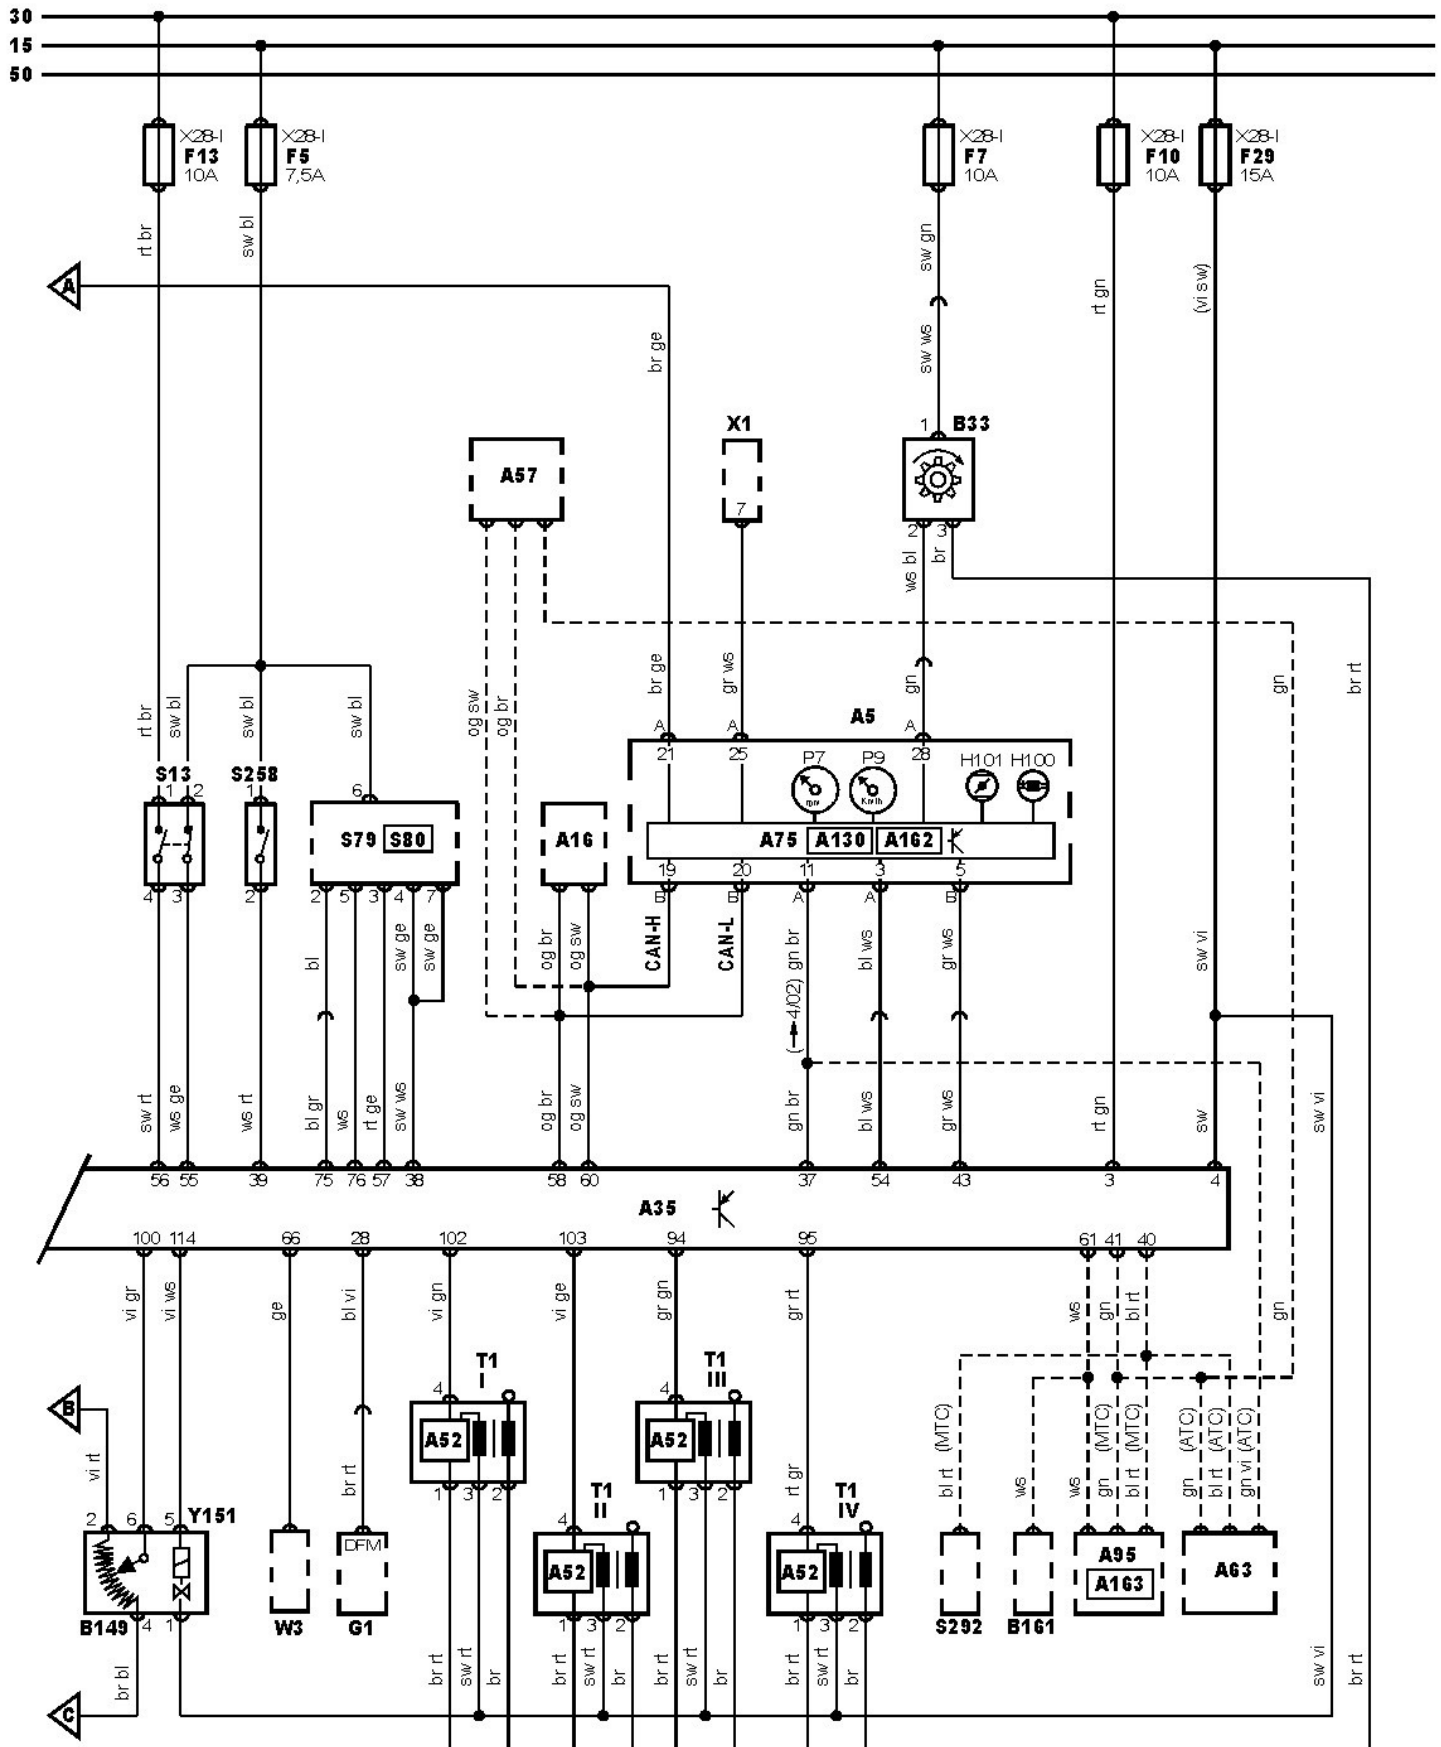 30
15
50
X28-I X28-I X28-I X28-I X28-I
F13 F5 F7 F10 F29
10A 7,5A 10A 10A 15A
rt br
sw bl
sw gn
rt gn
(vi sw)
A
br ge
sw ws
X1
1 B33
A57
7
2 3
ws bl
br
rt br
sw bl
sw bl
sw bl
og sw
og br
br ge
gr ws
gn
gn
br rt
A A A5 A
21 25 28
P7 P9 H101 H100
rpm Km/h
S13 S258
1 2 1 6
S79 S80
A16
A75 A130 A162
19 20 11 3 5
4 3 2 2 5 3 4 7
B B A A B
bl
sw ge
sw ge
og br
og sw
CAN-H
CAN-L
(4/02) gn br
bl ws
gr ws
sw vi
sw rt
ws ge
ws rt
bl gr
ws
rt ge
sw ws
og br
og sw
gn br
bl ws
gr ws
rt gn
sw
sw vi
56 55 39 75 76 57 38 58 60 37 54 43 3 4
A35
100 114 66 28 102 103 94 95 61 41 40
vi gr
vi ws
ge
bl vi
vi gn
vi ge
gr gn
gr rt
ws
gn
bl rt
gn
T1 T1
I III
4 4
B
A52 A52
vi rt
br rt
1 3 2 1 3 2
T1 T1
II IV
rt gr
bl rt (MTC)
ws
ws
gn (MTC)
bl rt (MTC)
gn (ATC)
bl rt (ATC)
gn vi (ATC)
2 6 5 Y151
4 4
DFM
A52 A52
A95
A163
A63
B149 4 1
W3 G1
1 3 2 1 3 2
S292 B161
br bl
br rt
sw rt
br
br rt
sw rt
br
br rt
sw rt
br
br rt
sw rt
br
sw vi
br rt
C